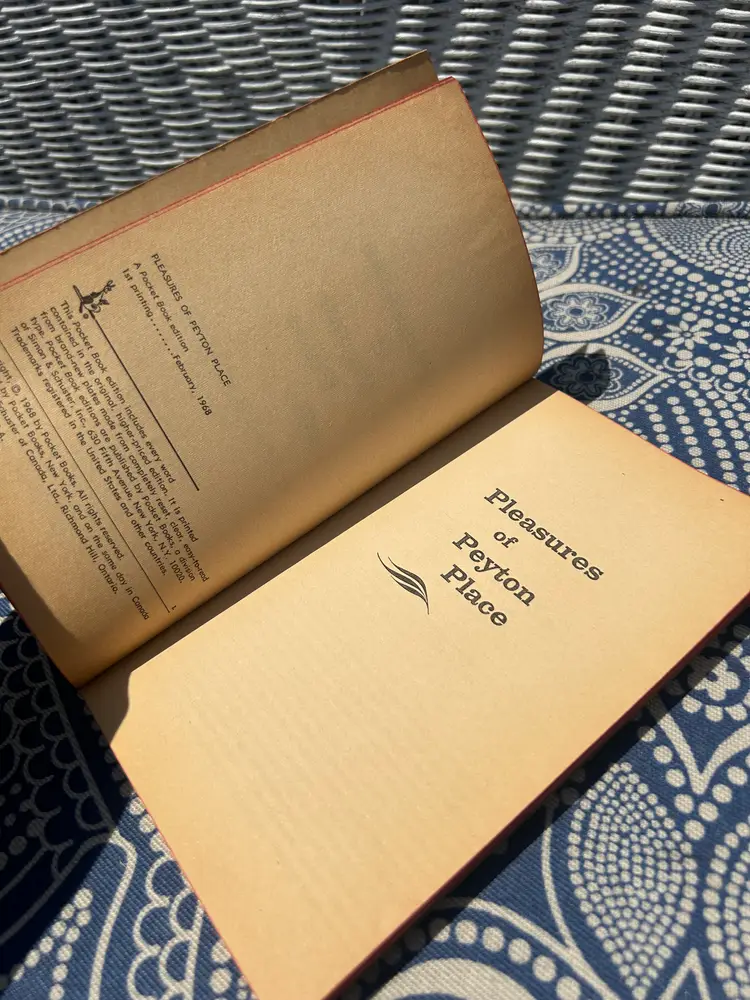 PLEASURES OF PEYTON PLACE
A Pocket Book edition
1st printing.........February, 1968
This Pocket Book edition includes every word
contained in the original, higher-priced edition. It is printed
from brand-new plates made from completely reset, clear, easy-to-read
type. Pocket Book editions are published by Pocket Books, a division
of Simon & Schuster, Inc., 630 Fifth Avenue, New York, N.Y. 10020.
Trademarks registered in the United States and other countries.
L
© 1968 by Pocket Books. All rights reserved.
by Pocket Books, New York, and on the same day in Canada
of Canada, Ltd., Richmond Hill, Ontario.
Pleasures
of
Peyton
Place